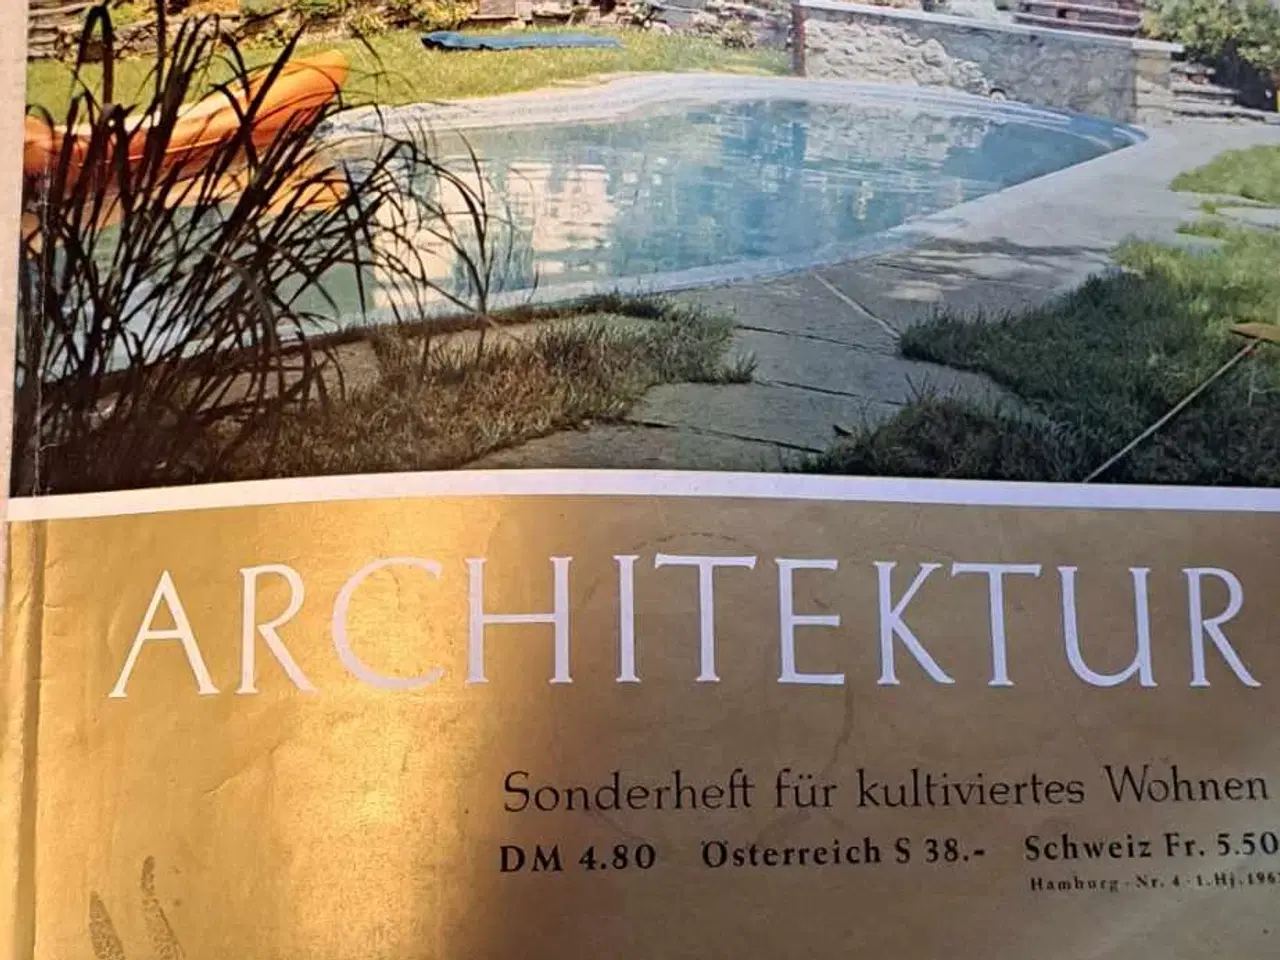 ARCHITEKTUR
Sonderheft für kultiviertes Wohnen
DM 4.80 Österreich S 38.- Schweiz Fr. 5.50
Hamburg · Nr. 4 · 1. Hj. 196